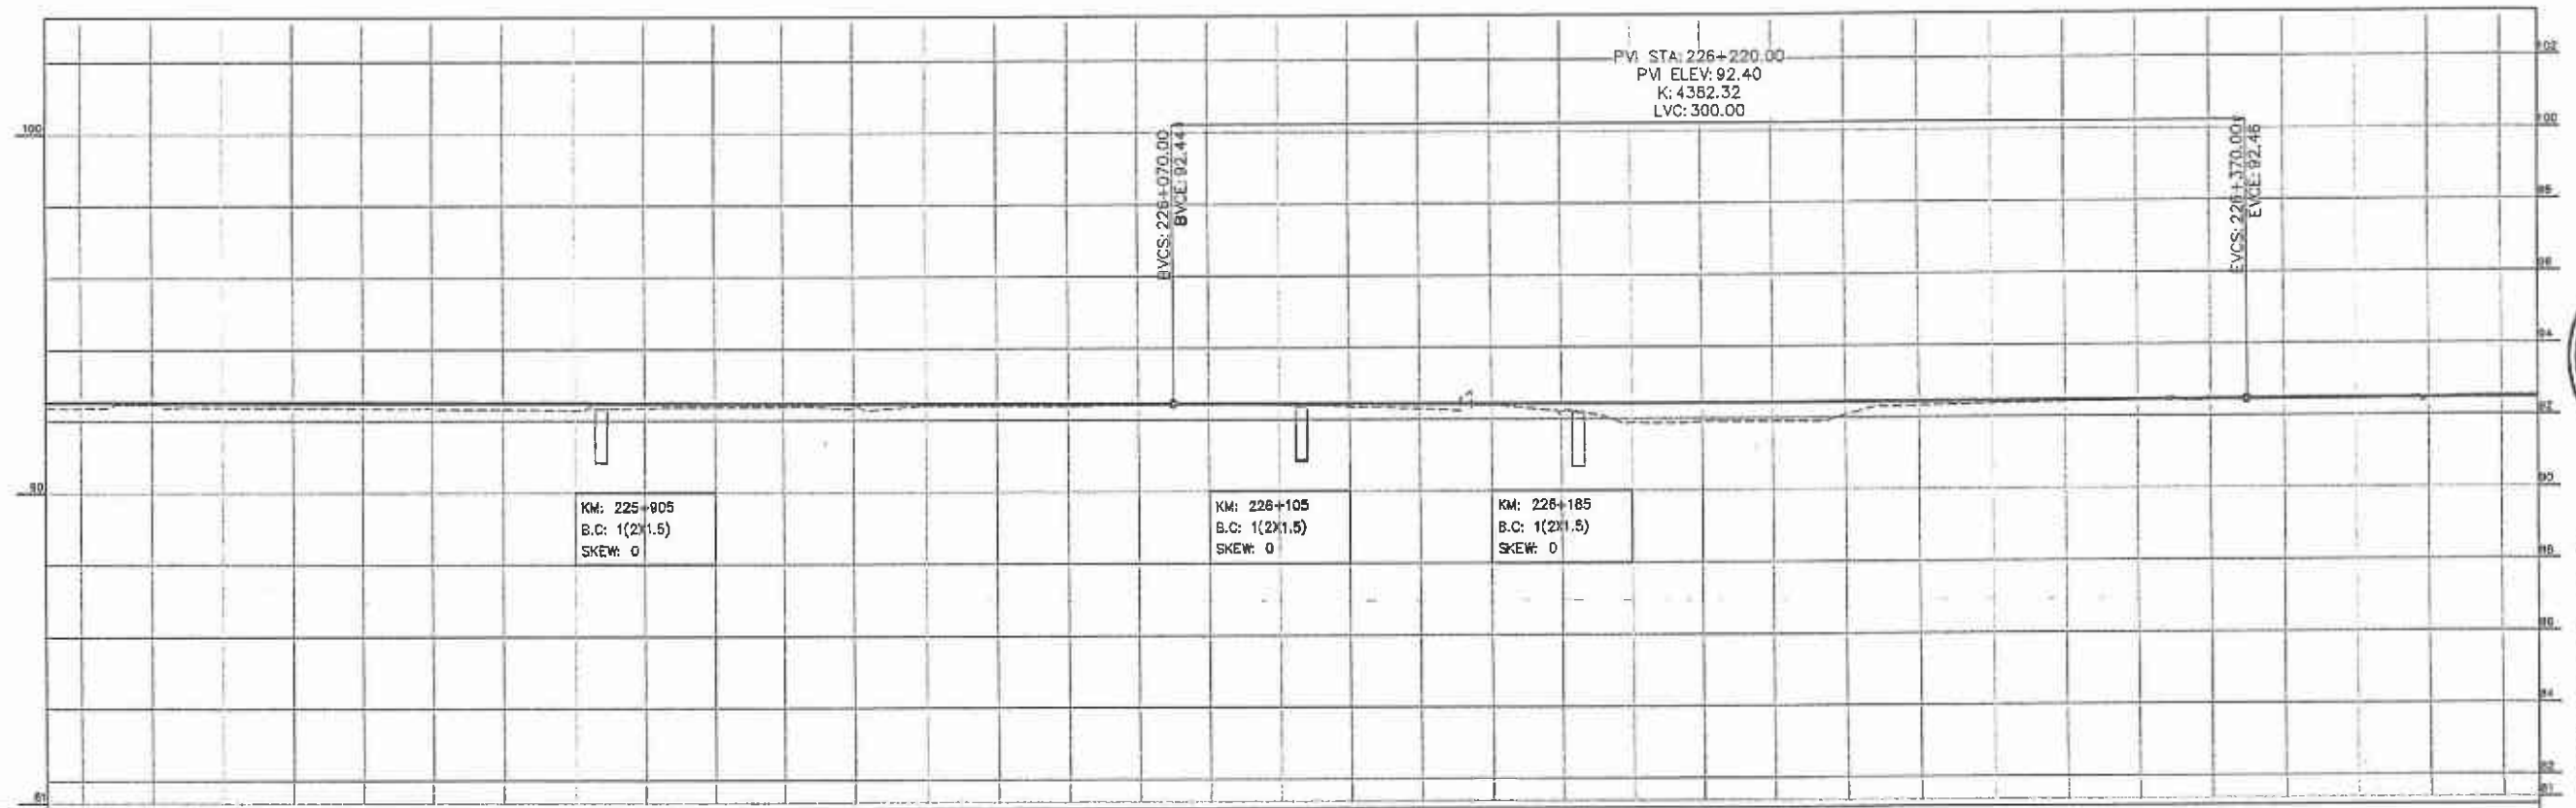 PVI STA: 226+220.00
PVI ELEV: 92.40
K: 4382.32
LVC: 300.00
BVCS: 226+070.00
BVCE: 92.44
EVCS: 226+370.00
EVCE: 92.46
102
100
100
96
94
92
90
90
KM: 225+905
B.C: 1(2X1.5)
SKEW: 0
KM: 226+105
B.C: 1(2X1.5)
SKEW: 0
KM: 226+185
B.C: 1(2X1.5)
SKEW: 0
84
82
81
81